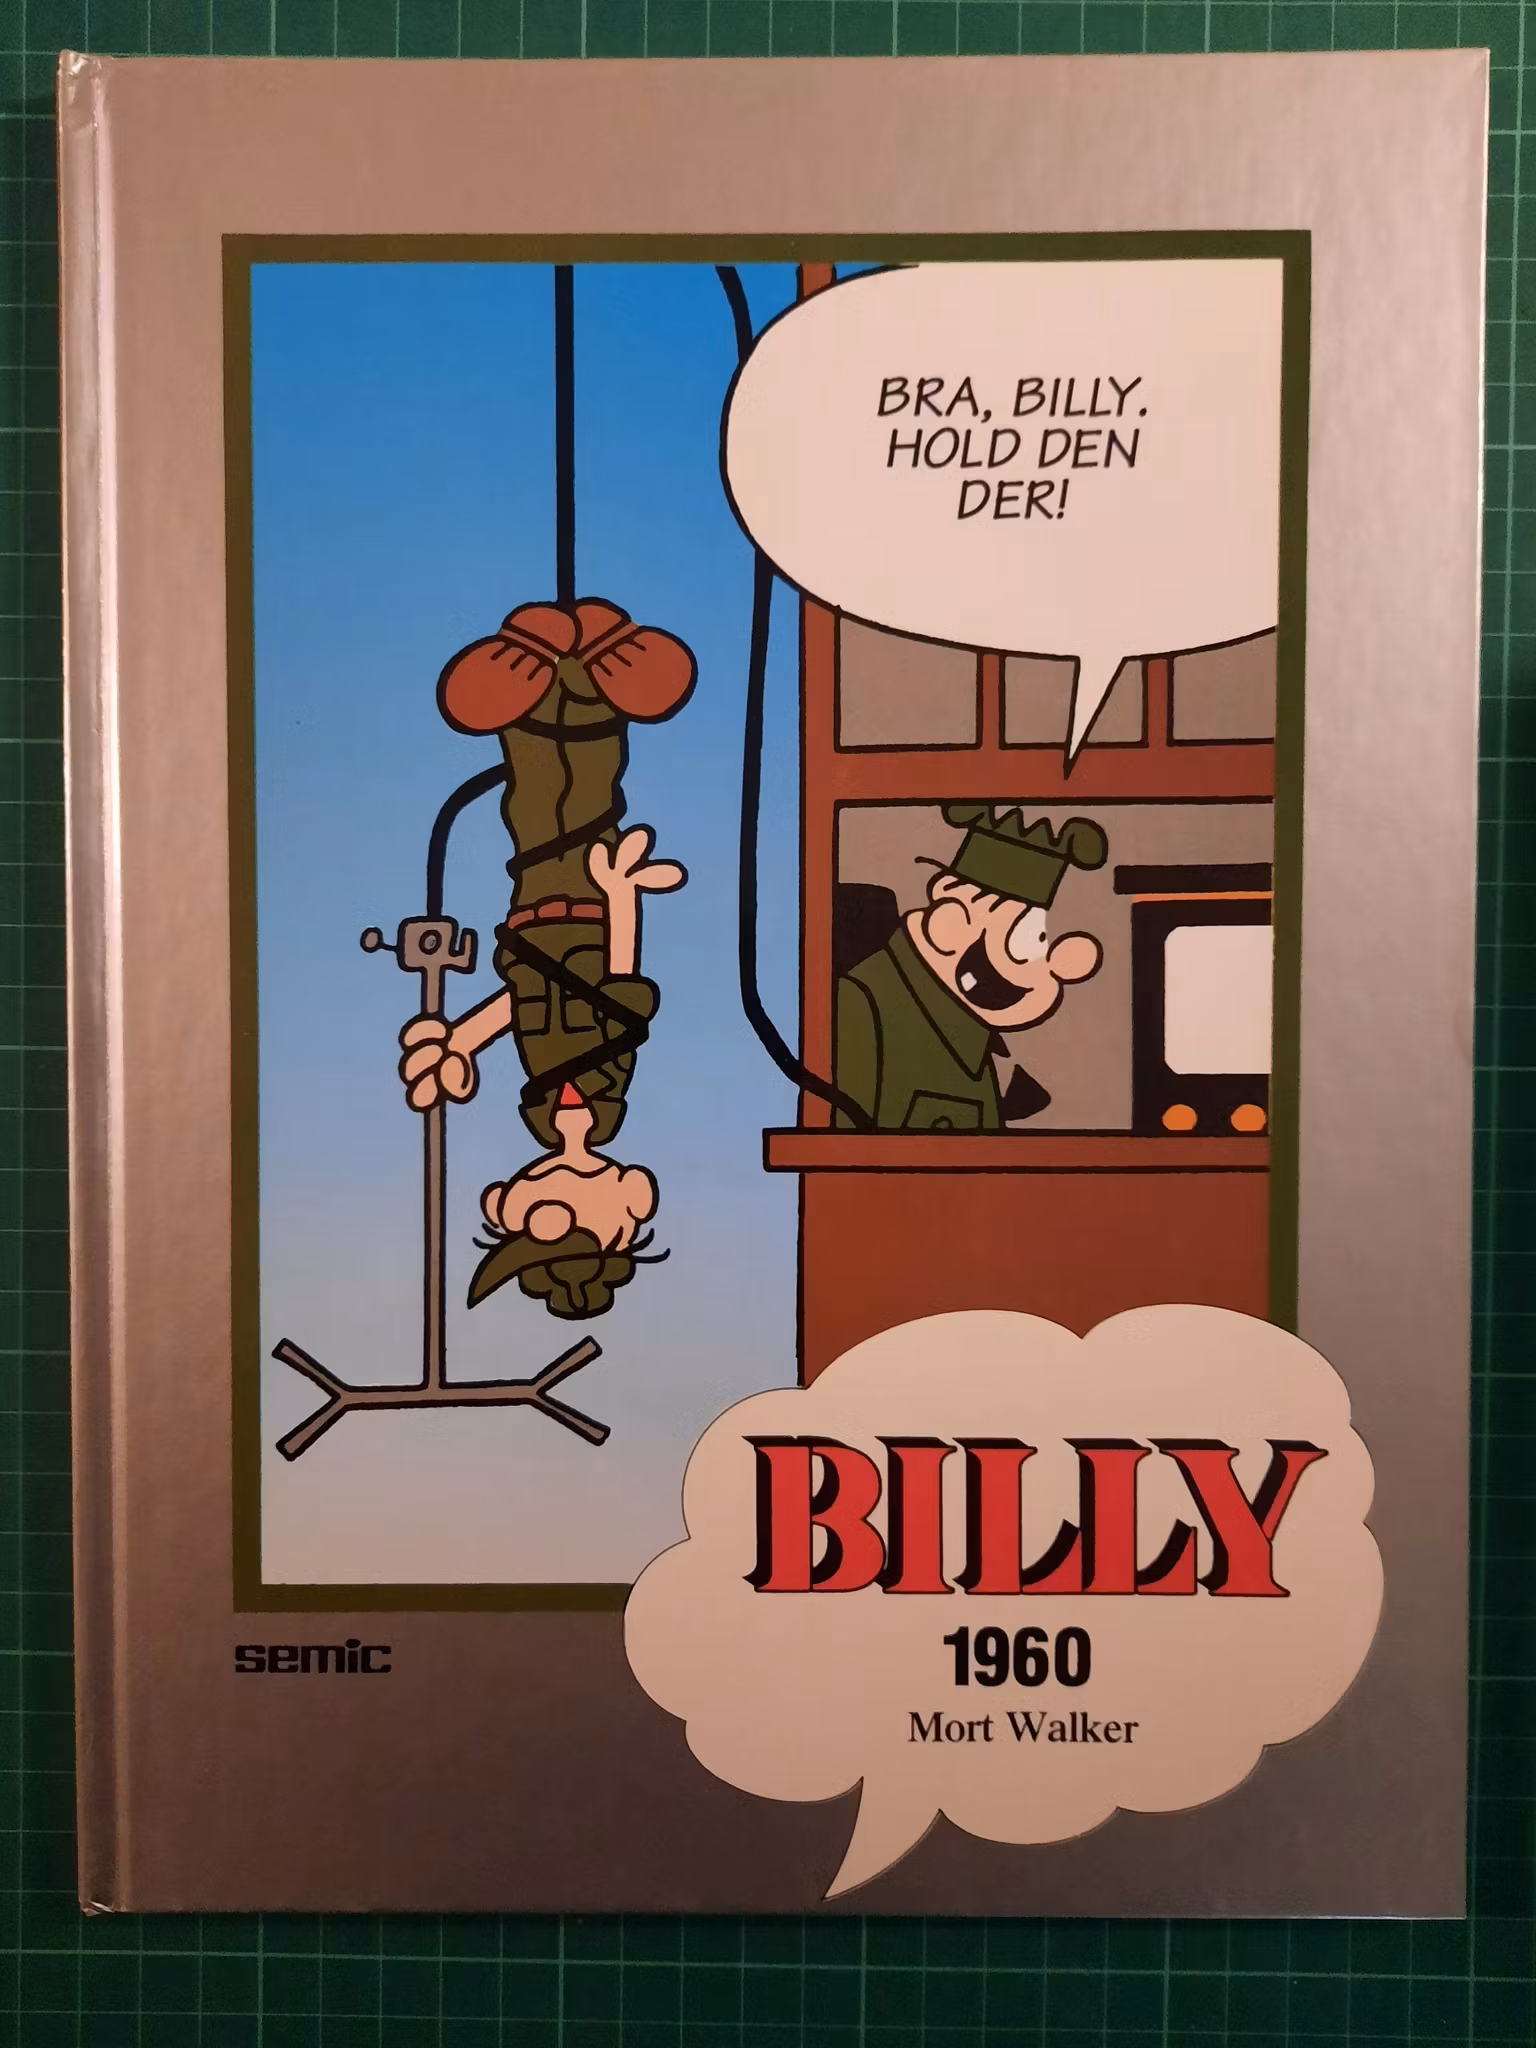 BRA, BILLY.
HOLD DEN
DER!
BILLY
1960
Mort Walker
semic